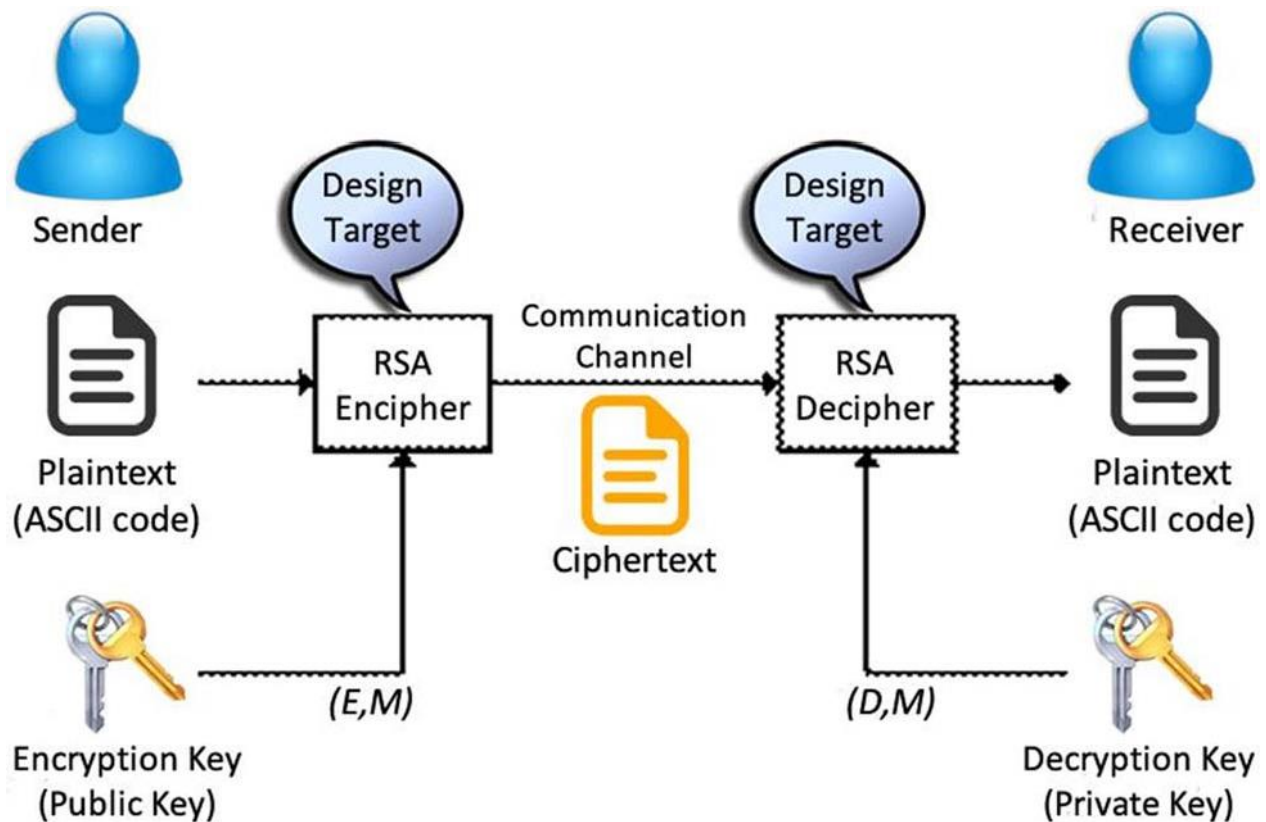 Sender
Design
Target
Design
Target
Receiver
Communication
Channel
RSA
Encipher
RSA
Decipher
Plaintext
(ASCII code)
Ciphertext
Plaintext
(ASCII code)
(E,M)
(D,M)
Encryption Key
(Public Key)
Decryption Key
(Private Key)